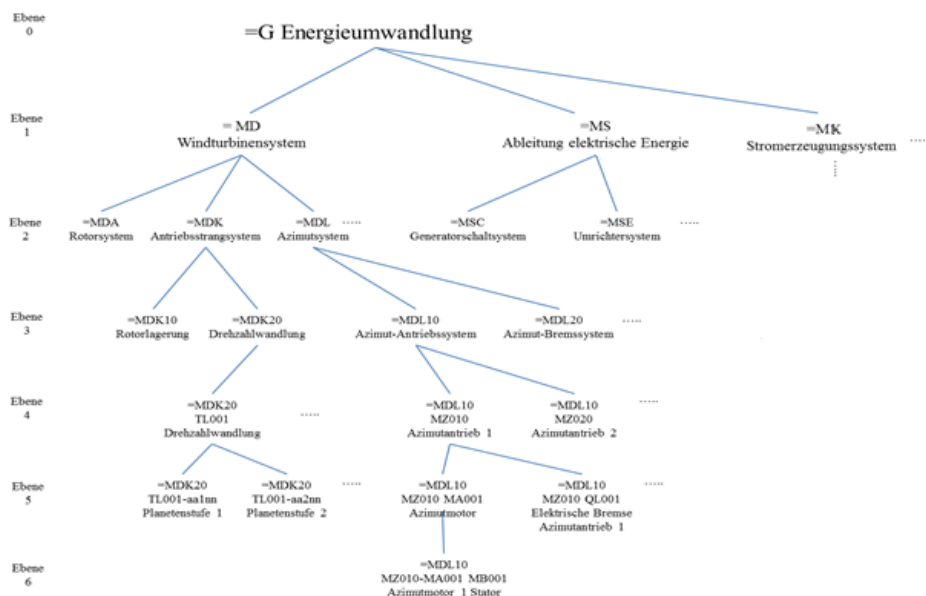 Ebene
0
=G Energieumwandlung
Ebene
1
= MD
Windturbinensystem
=MS
Ableitung elektrische Energie
=MK
Stromerzeugungssystem
....
Ebene
2
=MDA
Rotorsystem
=MDK
Antriebsstrangsystem
=MDL
Azimutsystem
.....
=MSC
Generatorschaltsystem
=MSE
Umrichtersystem
.....
Ebene
3
=MDK10
Rotorlagerung
=MDK20
Drehzahlwandlung
=MDL10
Azimut-Antriebssystem
=MDL20
Azimut-Bremssystem
.....
Ebene
4
=MDK20
TL001
Drehzahlwandlung
.....
=MDL10
MZ010
Azimutantrieb 1
=MDL10
MZ020
Azimutantrieb 2
.....
Ebene
5
=MDK20
TL001-aa1nn
Planetenstufe 1
=MDK20
TL001-aa2nn
Planetenstufe 2
.....
=MDL10
MZ010 MA001
Azimutmotor
=MDL10
MZ010 QL001
Elektrische Bremse
Azimutantrieb 1
.....
Ebene
6
=MDL10
MZ010-MA001 MB001
Azimutmotor 1 Stator